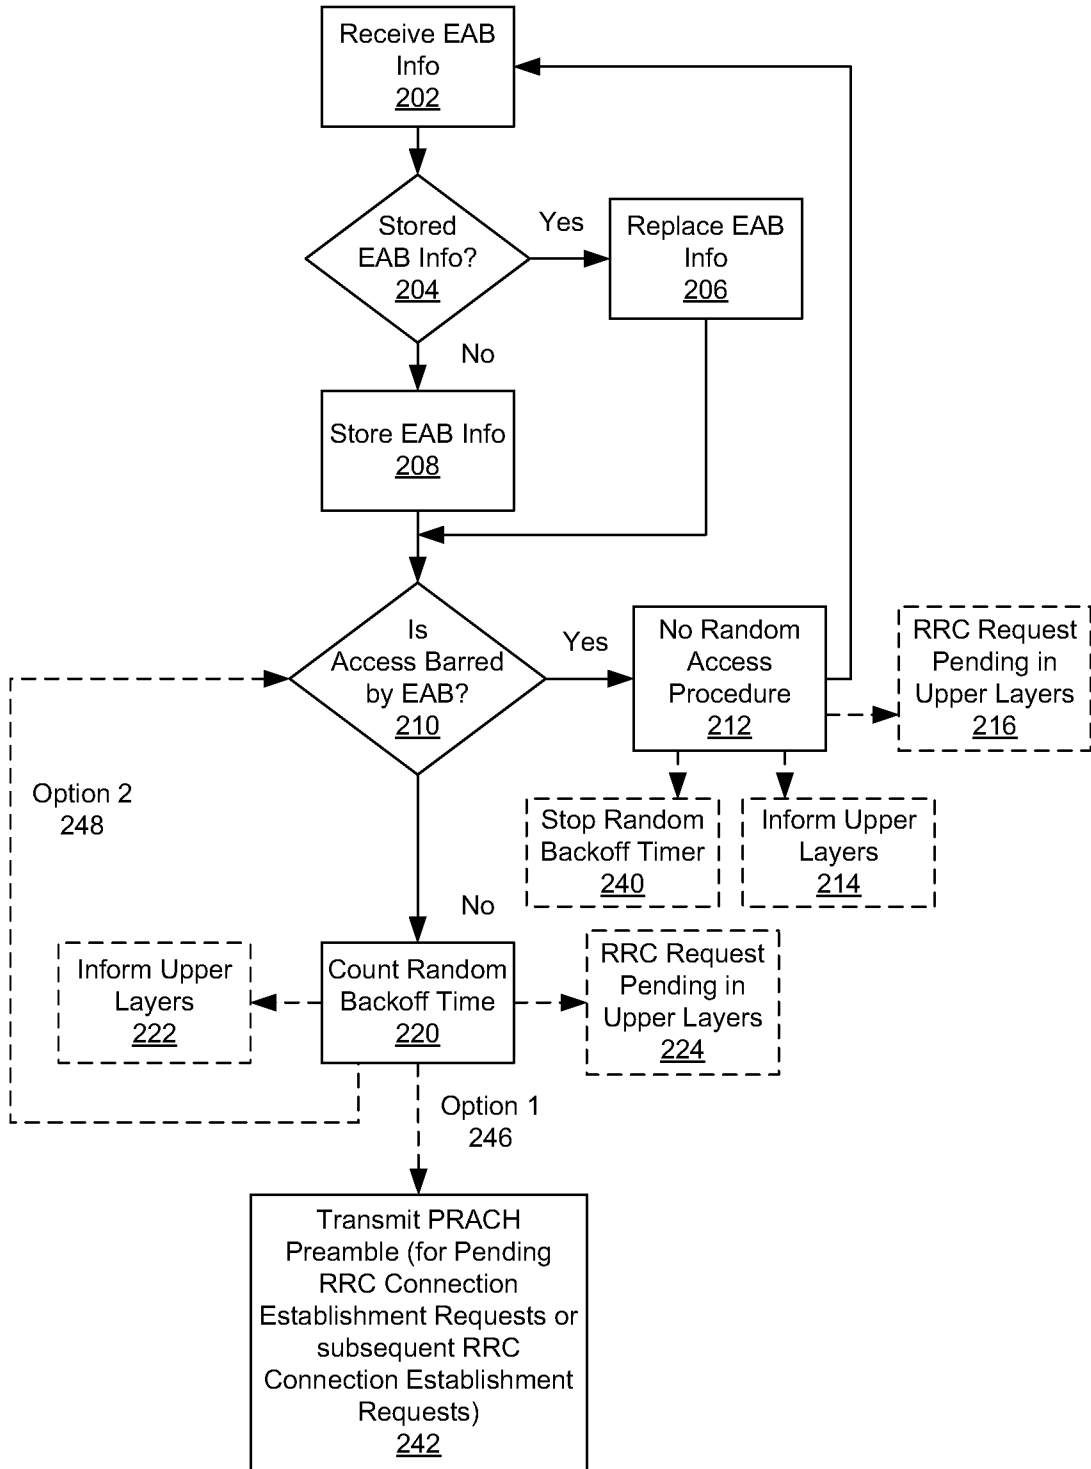 Receive EAB
Info
202
Stored
EAB Info?
204
Yes
Replace EAB
Info
206
No
Store EAB Info
208
Is
Access Barred
by EAB?
210
Yes
No Random
Access
Procedure
212
RRC Request
Pending in
Upper Layers
216
Option 2
248
Stop Random
Backoff Timer
240
Inform Upper
Layers
214
No
Inform Upper
Layers
222
Count Random
Backoff Time
220
RRC Request
Pending in
Upper Layers
224
Option 1
246
Transmit PRACH
Preamble (for Pending
RRC Connection
Establishment Requests or
subsequent RRC
Connection Establishment
Requests)
242